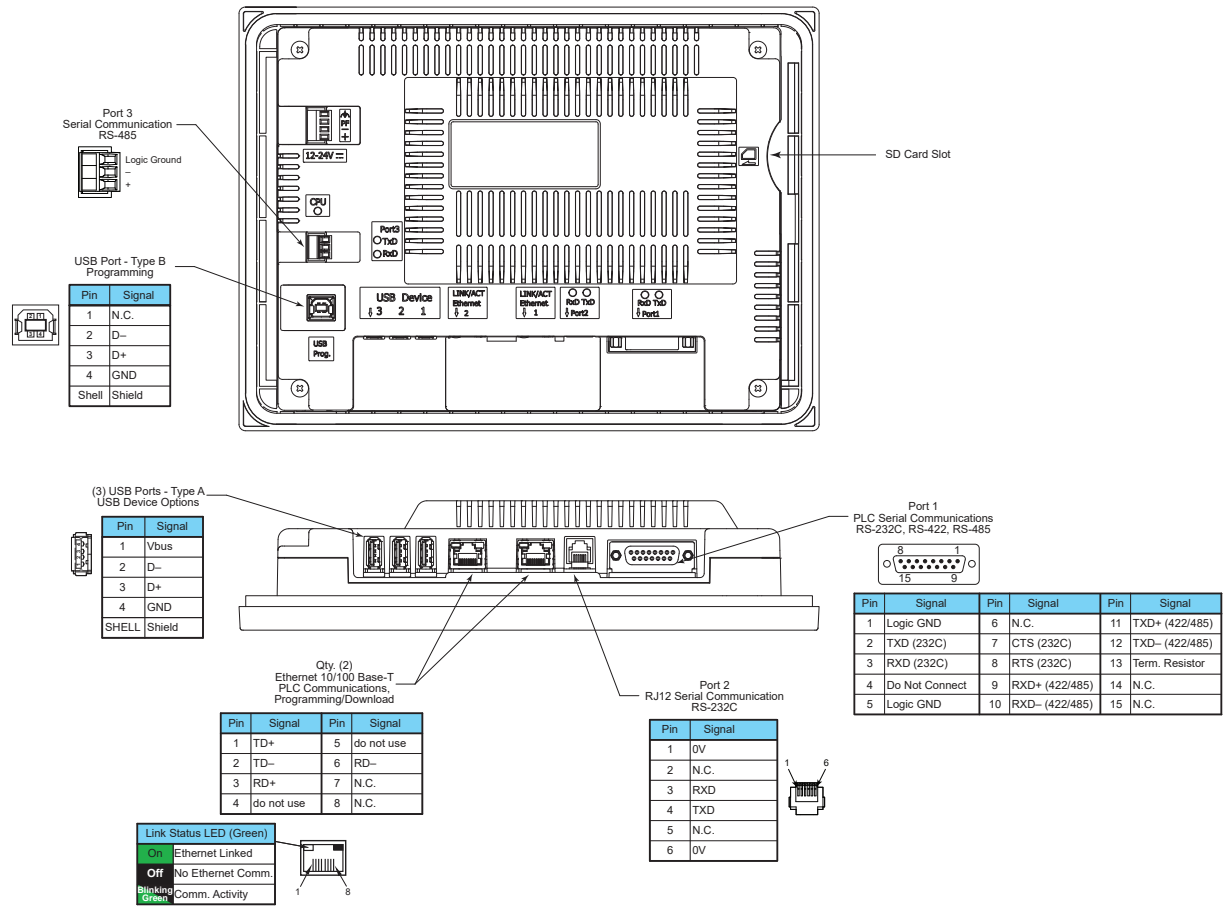 Port 3
Serial Communication
RS-485
Logic Ground
–
+
PF
–
+
12-24V
CPU
Port3
TxD
RxD
SD Card Slot
USB Port - Type B
Programming
Pin Signal
1 N.C.
2 D–
3 D+
4 GND
Shell Shield
2 1
3 4
USB Device
3 2 1
LINK/ACT
Ethernet
2
LINK/ACT
Ethernet
1
RxD TxD
Port2
RxD TxD
Port1
USB
Prog.
(3) USB Ports - Type A
USB Device Options
Pin Signal
1 Vbus
2 D–
3 D+
4 GND
SHELL Shield
Port 1
PLC Serial Communications
RS-232C, RS-422, RS-485
8 1
15 9
Pin Signal Pin Signal Pin Signal
1 Logic GND 6 N.C. 11 TXD+ (422/485)
2 TXD (232C) 7 CTS (232C) 12 TXD– (422/485)
3 RXD (232C) 8 RTS (232C) 13 Term. Resistor
4 Do Not Connect 9 RXD+ (422/485) 14 N.C.
5 Logic GND 10 RXD– (422/485) 15 N.C.
Qty. (2)
Ethernet 10/100 Base-T
PLC Communications,
Programming/Download
Pin Signal Pin Signal
1 TD+ 5 do not use
2 TD– 6 RD–
3 RD+ 7 N.C.
4 do not use 8 N.C.
Port 2
RJ12 Serial Communication
RS-232C
Pin Signal
1 0V
2 N.C.
3 RXD
4 TXD
5 N.C.
6 0V
1 6
Link Status LED (Green)
On Ethernet Linked
Off No Ethernet Comm.
Blinking Green Comm. Activity
1 8